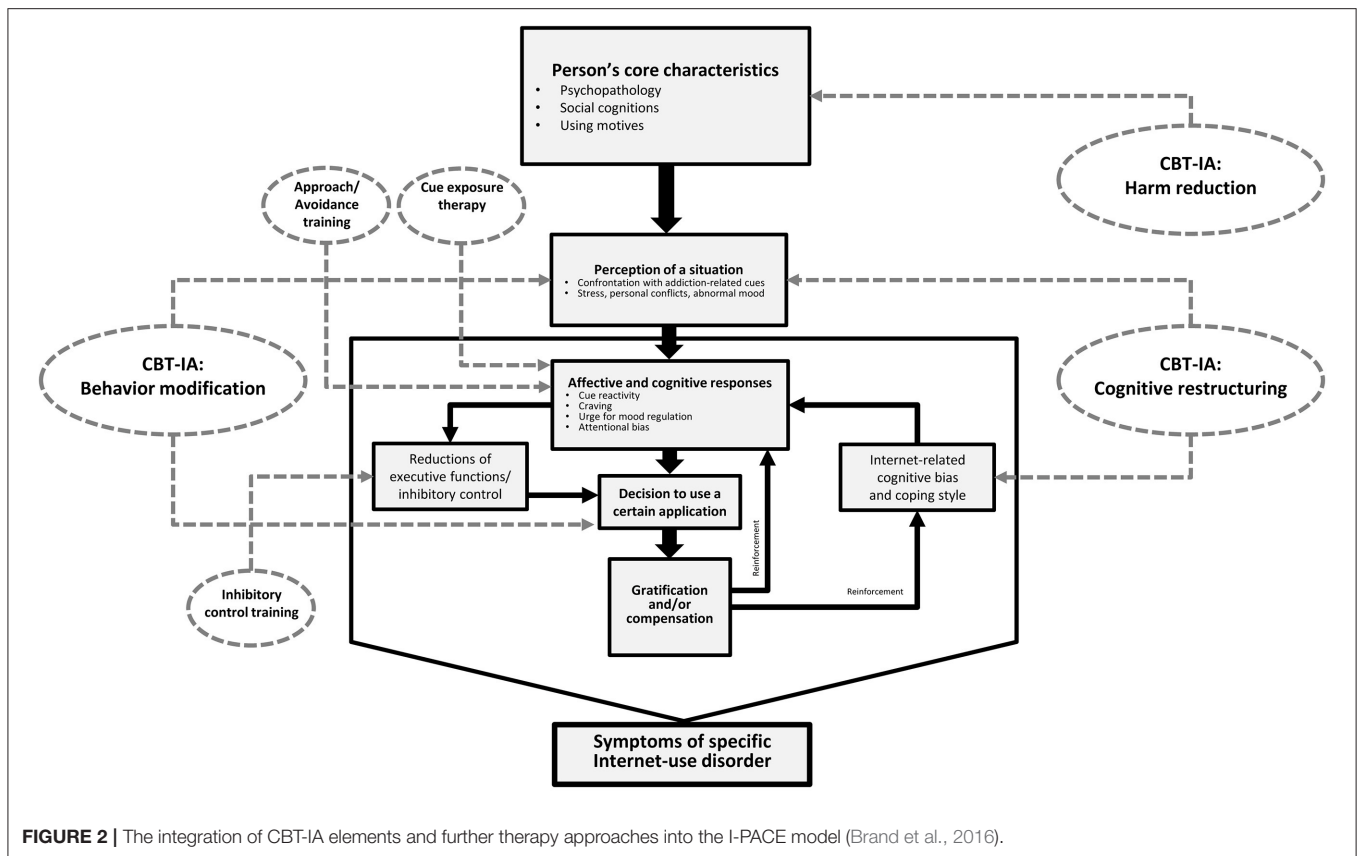 Person's core characteristics
• Psychopathology
• Social cognitions
• Using motives
CBT-IA:
Harm reduction
Approach/
Avoidance
training
Cue exposure
therapy
Perception of a situation
• Confrontation with addiction-related cues
• Stress, personal conflicts, abnormal mood
CBT-IA:
Behavior modification
CBT-IA:
Cognitive restructuring
Affective and cognitive responses
• Cue reactivity
• Craving
• Urge for mood regulation
• Attentional bias
Reductions of
executive functions/
inhibitory control
Internet-related
cognitive bias
and coping style
Decision to use a
certain application
Reinforcement
Gratification
and/or
compensation
Reinforcement
Inhibitory
control training
Symptoms of specific
Internet-use disorder
FIGURE 2 | The integration of CBT-IA elements and further therapy approaches into the I-PACE model (Brand et al., 2016).